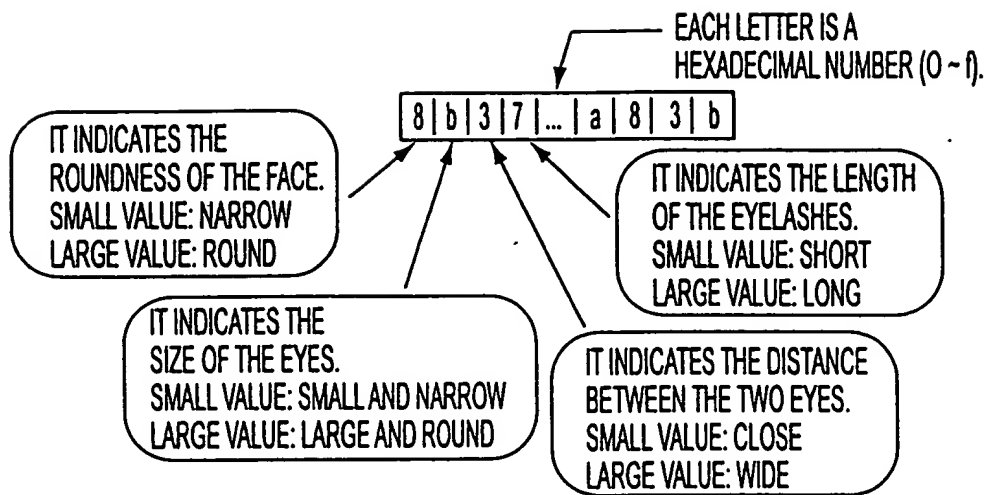 EACH LETTER IS A
HEXADECIMAL NUMBER (0 ~ f).
8 | b | 3 | 7 | ... | a | 8 | 3 | b
IT INDICATES THE
ROUNDNESS OF THE FACE.
SMALL VALUE: NARROW
LARGE VALUE: ROUND
IT INDICATES THE LENGTH
OF THE EYELASHES.
SMALL VALUE: SHORT
LARGE VALUE: LONG
IT INDICATES THE
SIZE OF THE EYES.
SMALL VALUE: SMALL AND NARROW
LARGE VALUE: LARGE AND ROUND
IT INDICATES THE DISTANCE
BETWEEN THE TWO EYES.
SMALL VALUE: CLOSE
LARGE VALUE: WIDE